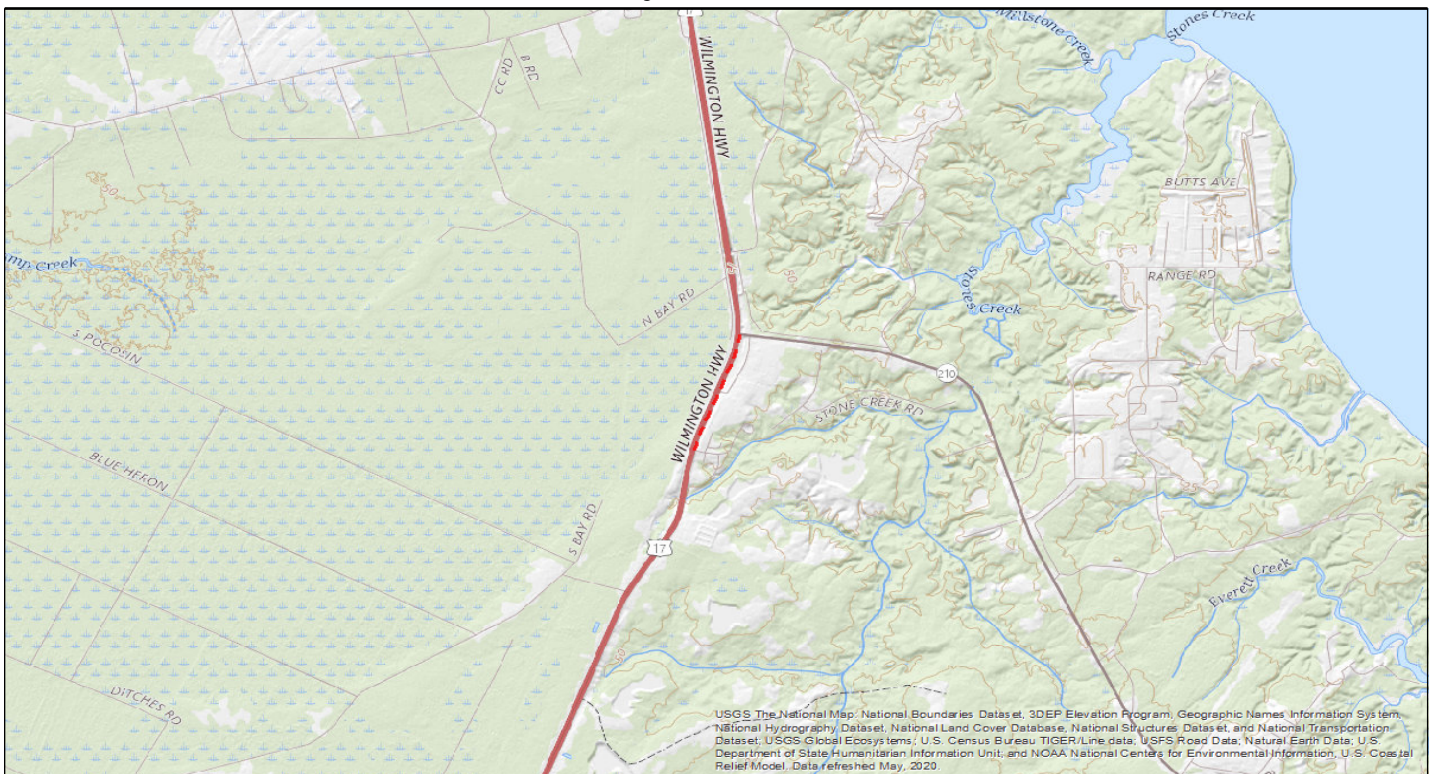 Millstone Creek
Stones Creek
WILMINGTON HWY
CC RD
B RD
50
BUTTS AVE
mp Creek
RANGE RD
50
Stones Creek
N BAY RD
S POCOSIN
210
WILMINGTON HWY
STONE CREEK RD
BLUE HERON
S BAY RD
17
Everett Creek
50
DITCHES RD
USGS The National Map: National Boundaries Dataset, 3DEP Elevation Program, Geographic Names Information System,
National Hydrography Dataset, National Land Cover Database, National Structures Dataset, and National Transportation
Dataset; USGS Global Ecosystems; U.S. Census Bureau TIGER/Line data; USFS Road Data; Natural Earth Data; U.S.
Department of State Humanitarian Information Unit; and NOAA National Centers for Environmental Information, U.S. Coastal
Relief Model. Data refreshed May, 2020.